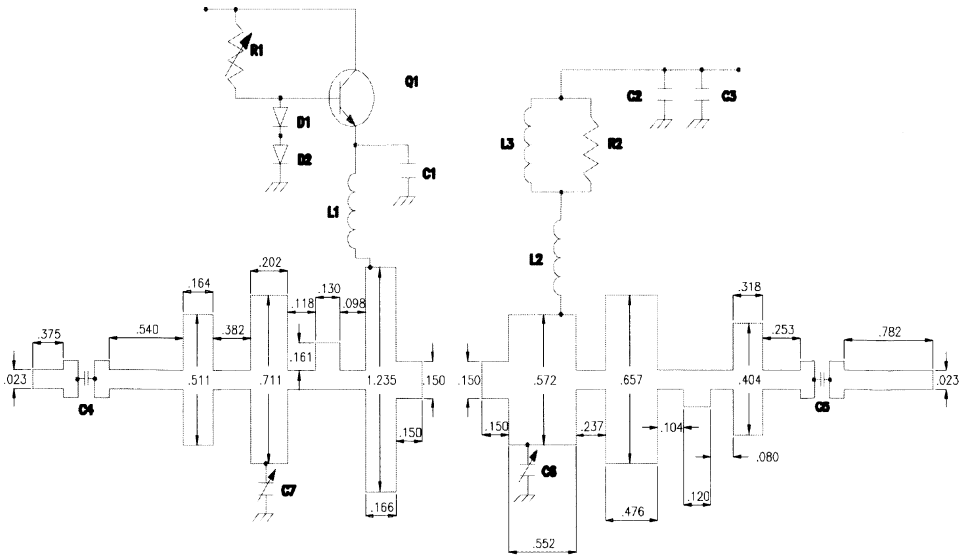 R1
Q1
D1
D2
C1
L1
C2
C3
L3
R2
L2
.202
.164
.130
.118
.098
.318
.375
.540
.382
.161
.253
.782
.023
.511
.711
1.235
.150
.150
.572
.657
.404
.023
C4
C5
.150
.150
.237
.104
.080
C7
C6
.166
.120
.476
.552